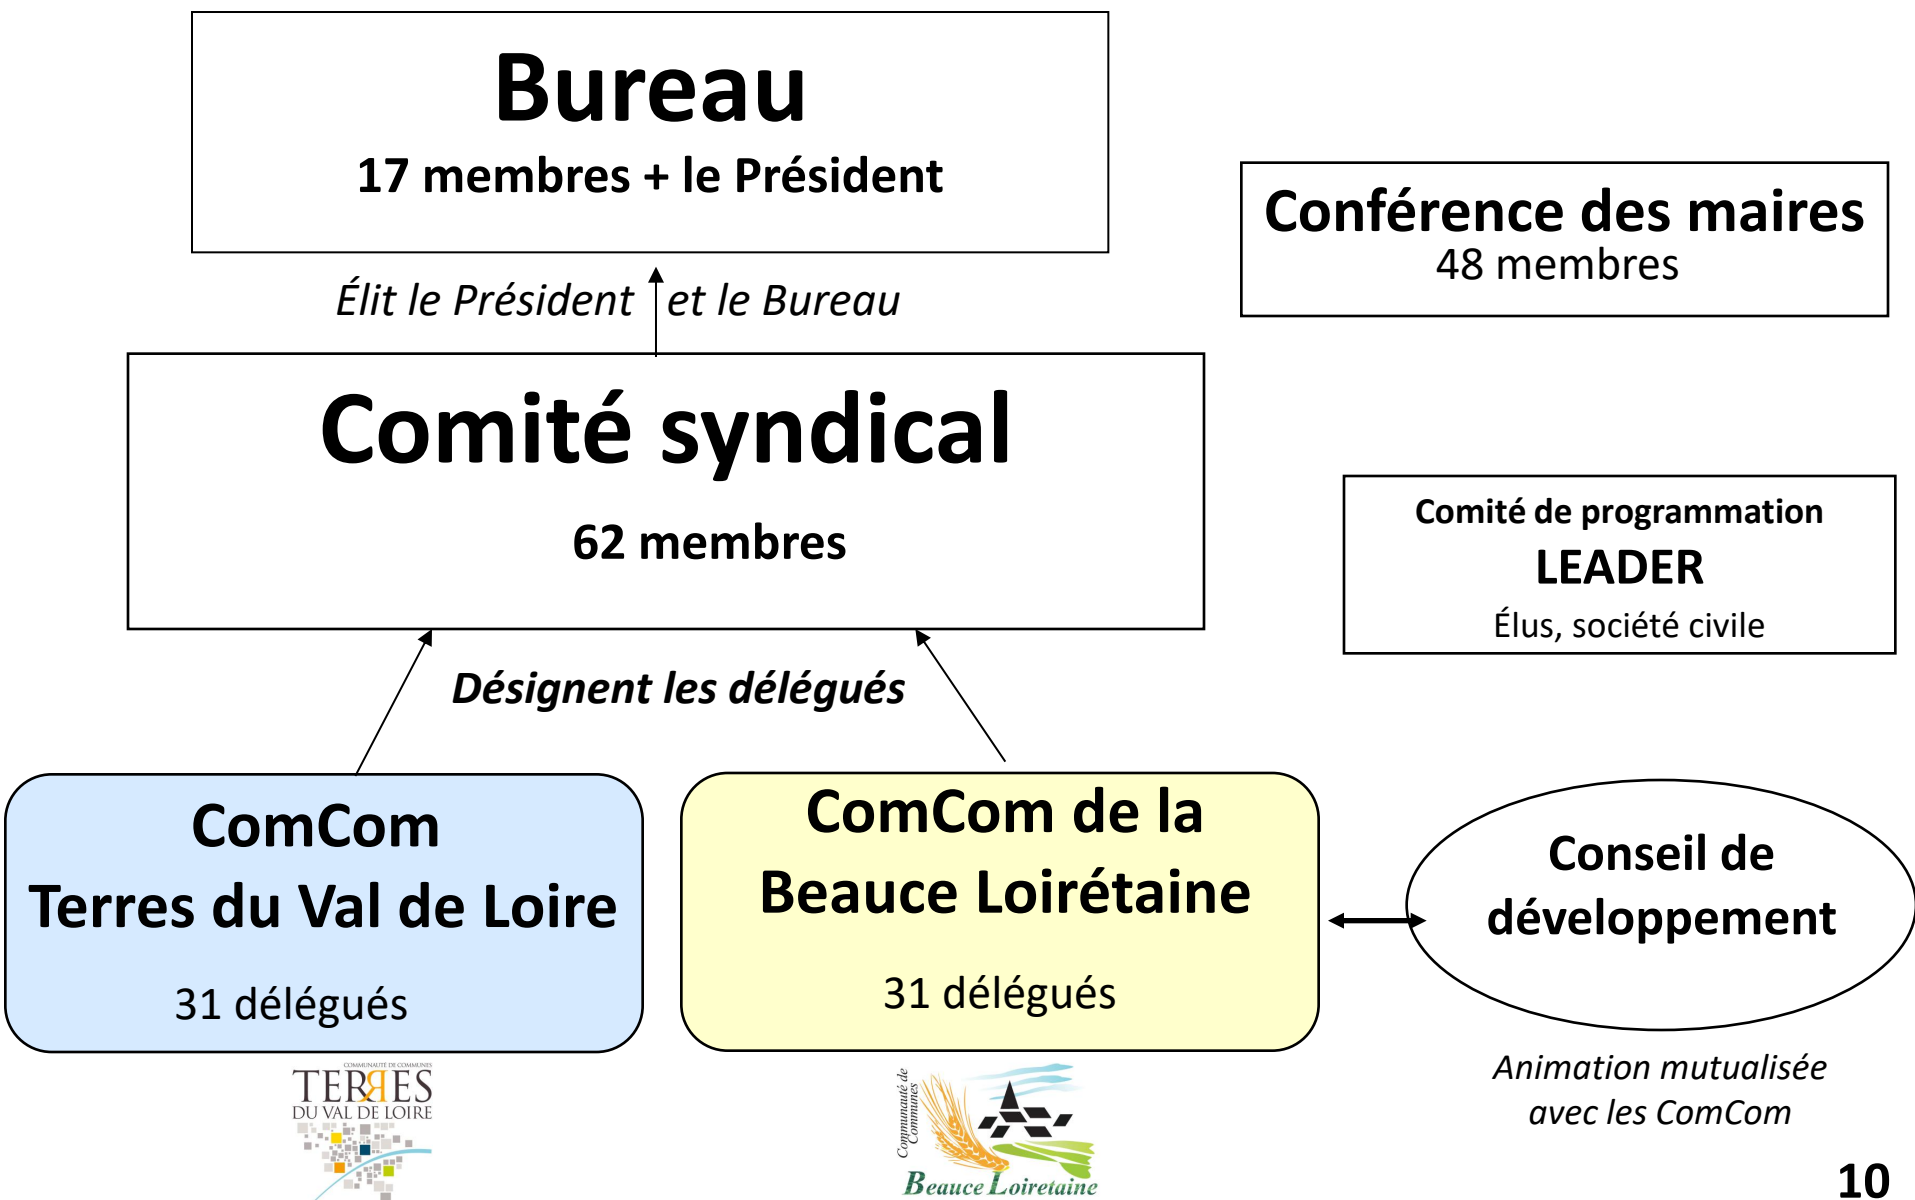 Bureau
17 membres + le Président
Conférence des maires
48 membres
Élit le Président et le Bureau
Comité syndical
62 membres
Comité de programmation
LEADER
Élus, société civile
Désignent les délégués
ComCom
Terres du Val de Loire
31 délégués
ComCom de la
Beauce Loirétaine
31 délégués
Conseil de
développement
Animation mutualisée
avec les ComCom
COMMUNAUTÉ DE COMMUNES
TERRES
DU VAL DE LOIRE
Communauté de
Communes
Beauce Loiretaine
10